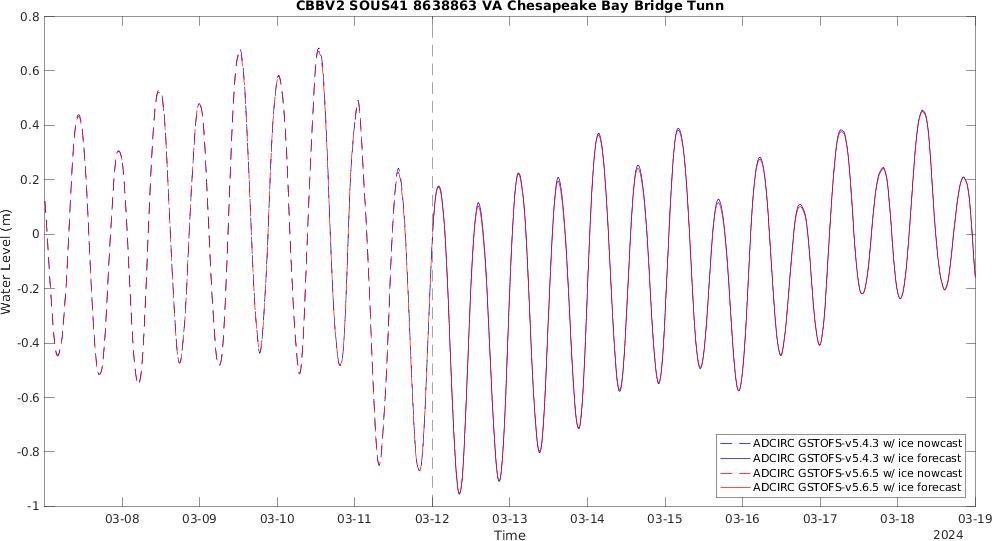 CBBV2 SOUS41 8638863 VA Chesapeake Bay Bridge Tunn
0.8
0.6
0.4
0.2
0
-0.2
-0.4
-0.6
-0.8
-1
Water Level (m)
ADCIRC GSTOFS-v5.4.3 w/ ice nowcast
ADCIRC GSTOFS-v5.4.3 w/ ice forecast
ADCIRC GSTOFS-v5.6.5 w/ ice nowcast
ADCIRC GSTOFS-v5.6.5 w/ ice forecast
03-08 03-09 03-10 03-11 03-12 03-13 03-14 03-15 03-16 03-17 03-18 03-19
Time
2024